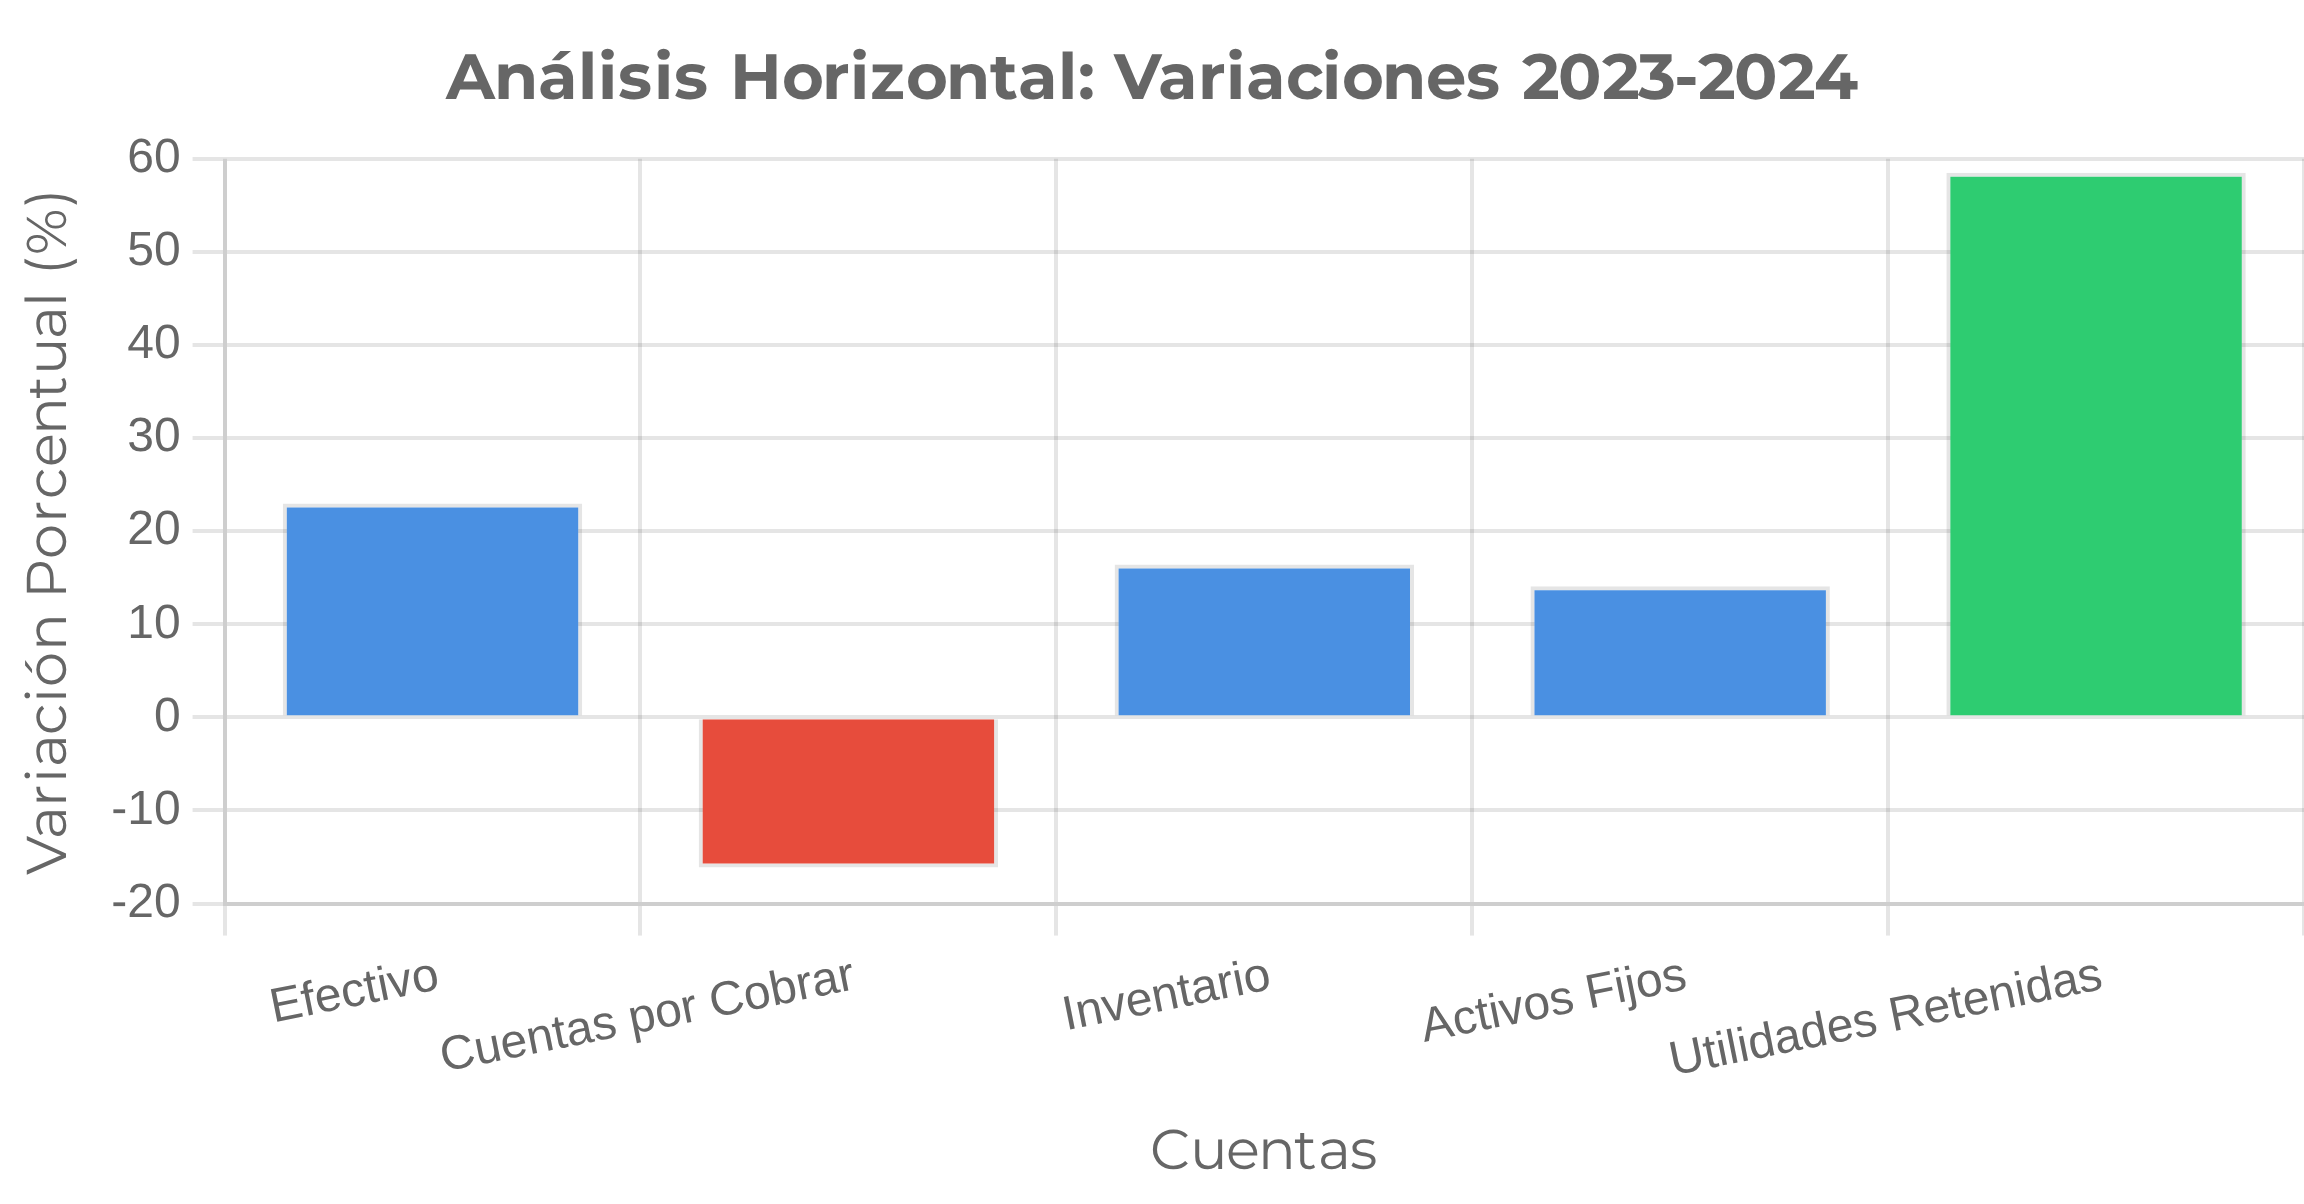 Análisis Horizontal: Variaciones 2023-2024
Variación Porcentual (%)
60
50
40
30
20
10
0
-10
-20
Efectivo
Cuentas por Cobrar
Inventario
Activos Fijos
Utilidades Retenidas
Cuentas